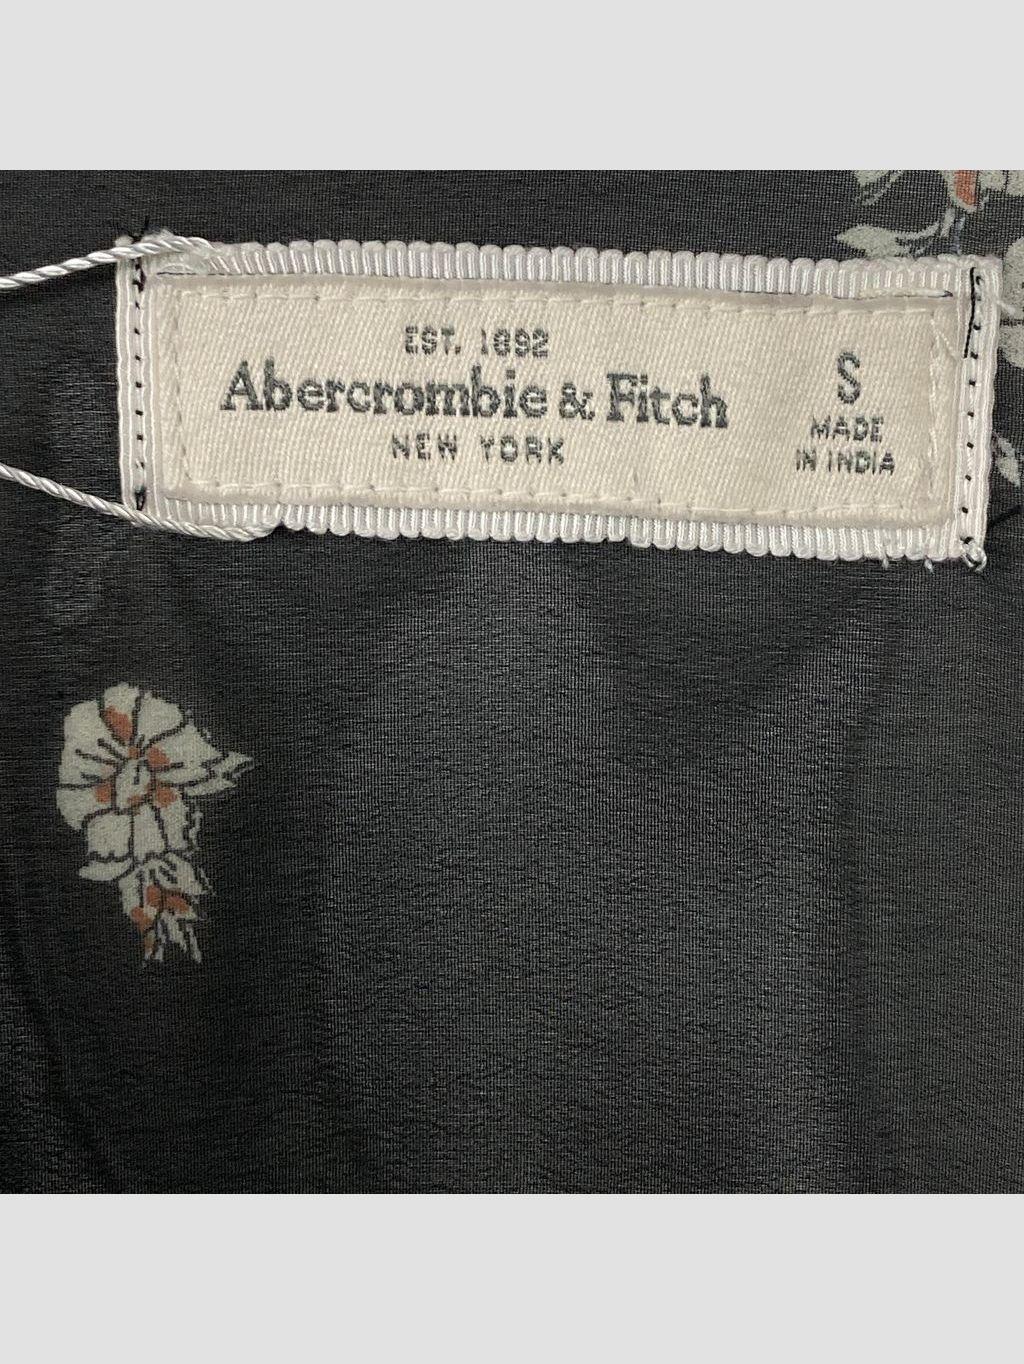 EST. 1892
Abercrombie & Fitch
NEW YORK
S
MADE
IN INDIA